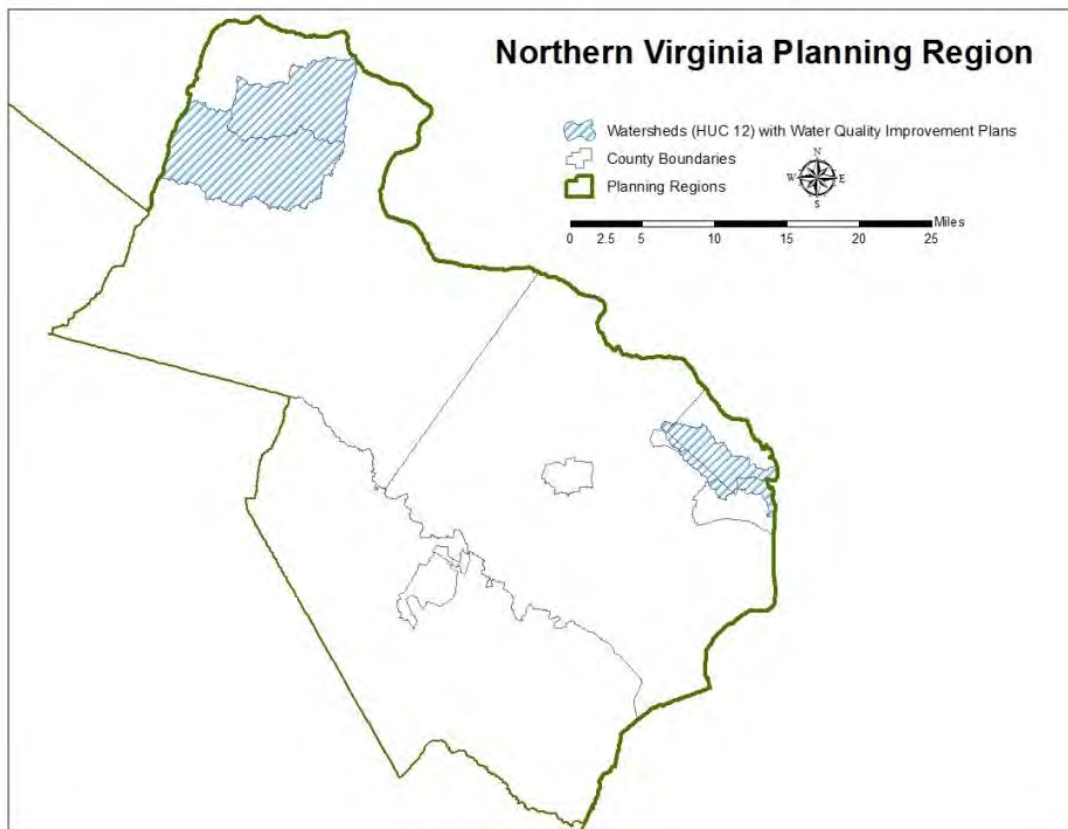 Northern Virginia Planning Region
Watersheds (HUC 12) with Water Quality Improvement Plans
County Boundaries
Planning Regions
N
W E
S
Miles
0 2.5 5 10 15 20 25